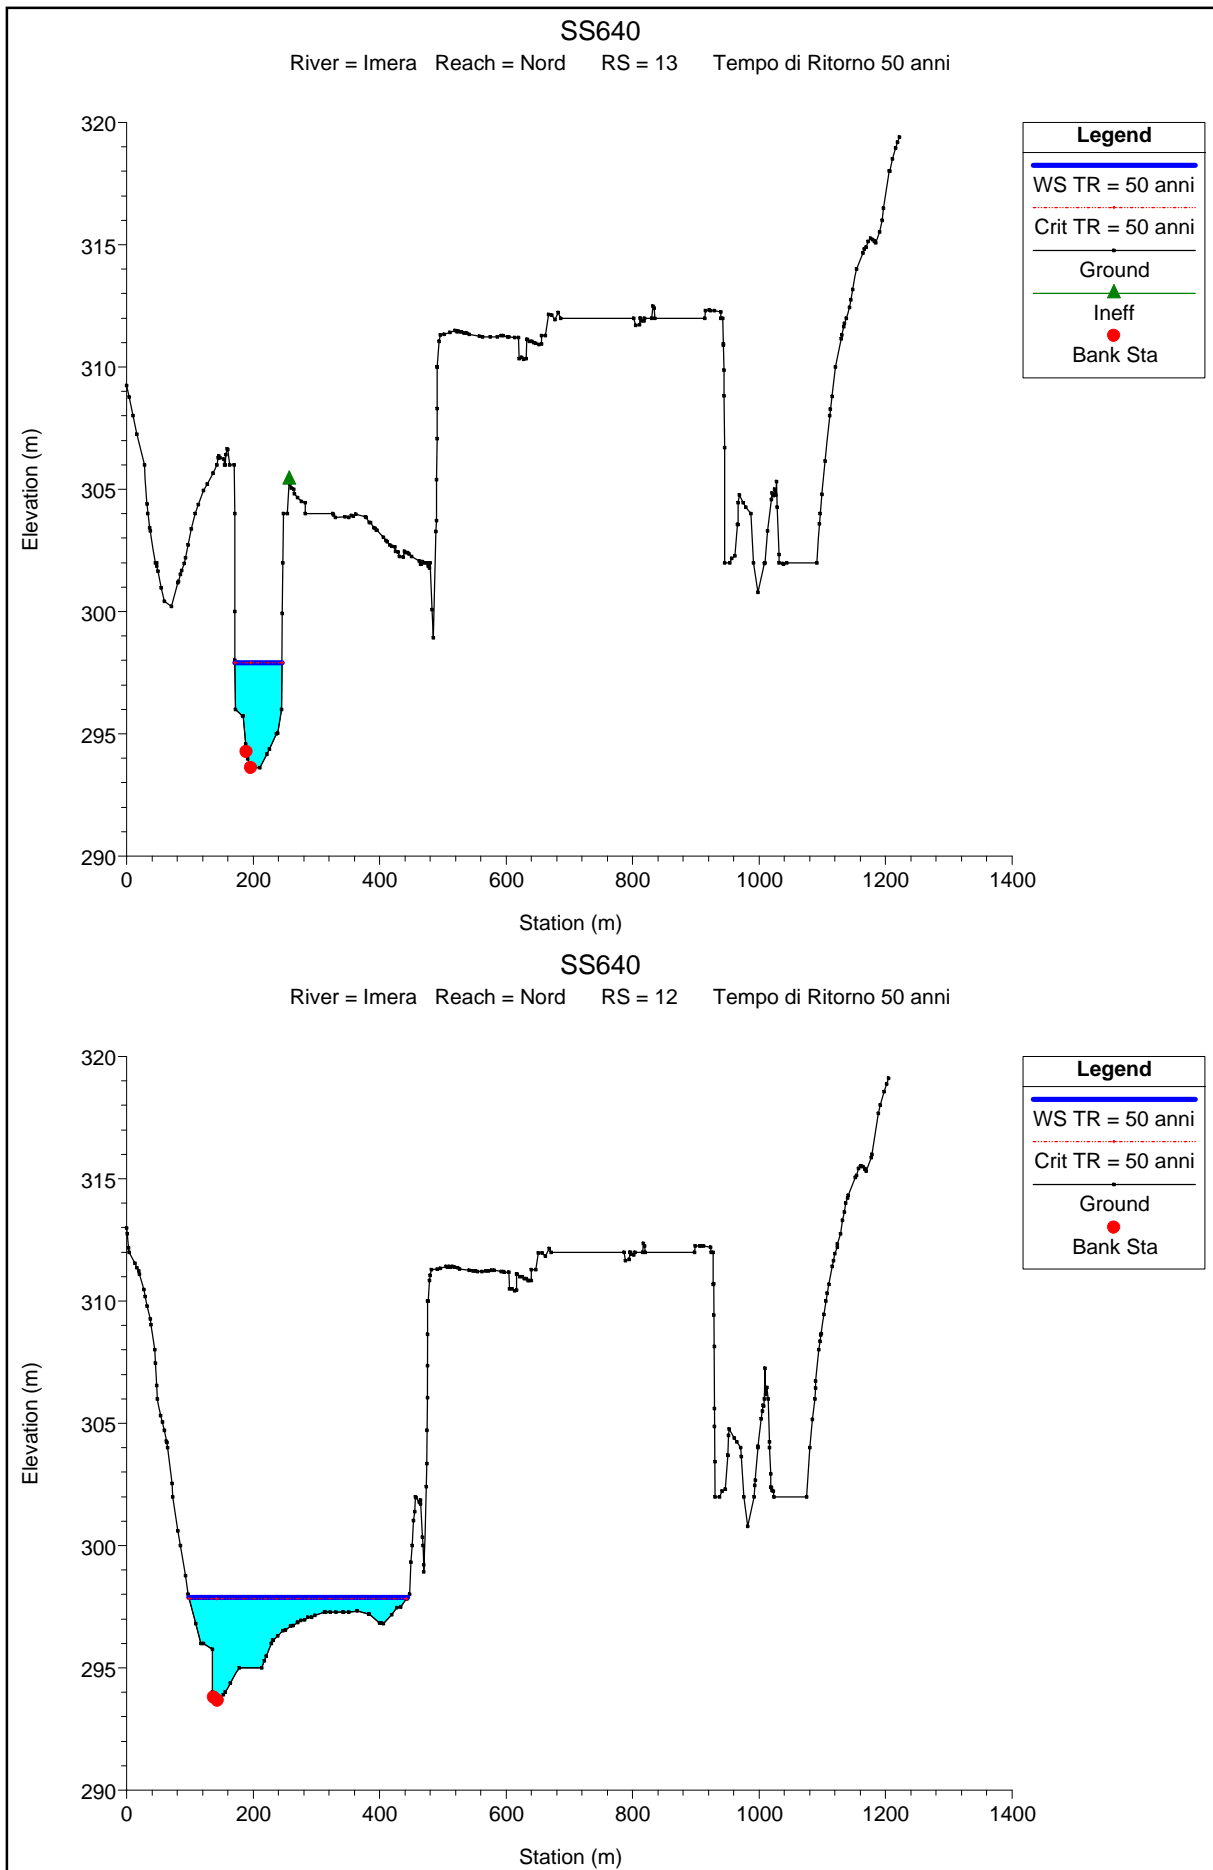 SS640
River = Imera Reach = Nord RS = 13 Tempo di Ritorno 50 anni
320
315
310
305
300
295
290
Elevation (m)
0 200 400 600 800 1000 1200 1400
Station (m)
Legend
WS TR = 50 anni
Crit TR = 50 anni
Ground
Ineff
Bank Sta
SS640
River = Imera Reach = Nord RS = 12 Tempo di Ritorno 50 anni
320
315
310
305
300
295
290
Elevation (m)
0 200 400 600 800 1000 1200 1400
Station (m)
Legend
WS TR = 50 anni
Crit TR = 50 anni
Ground
Bank Sta